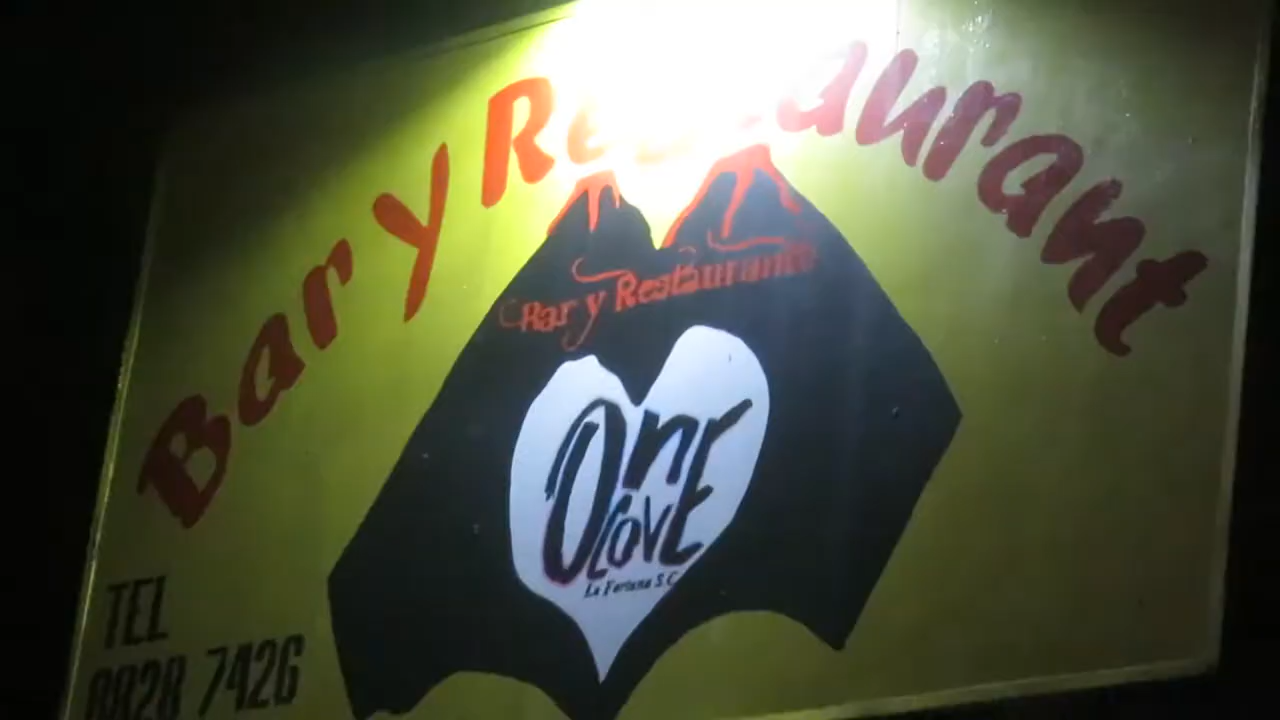 Bar y Restaurant
Bar y Restaurante
One
Love
La Fortuna S.C
TEL
8828 7426